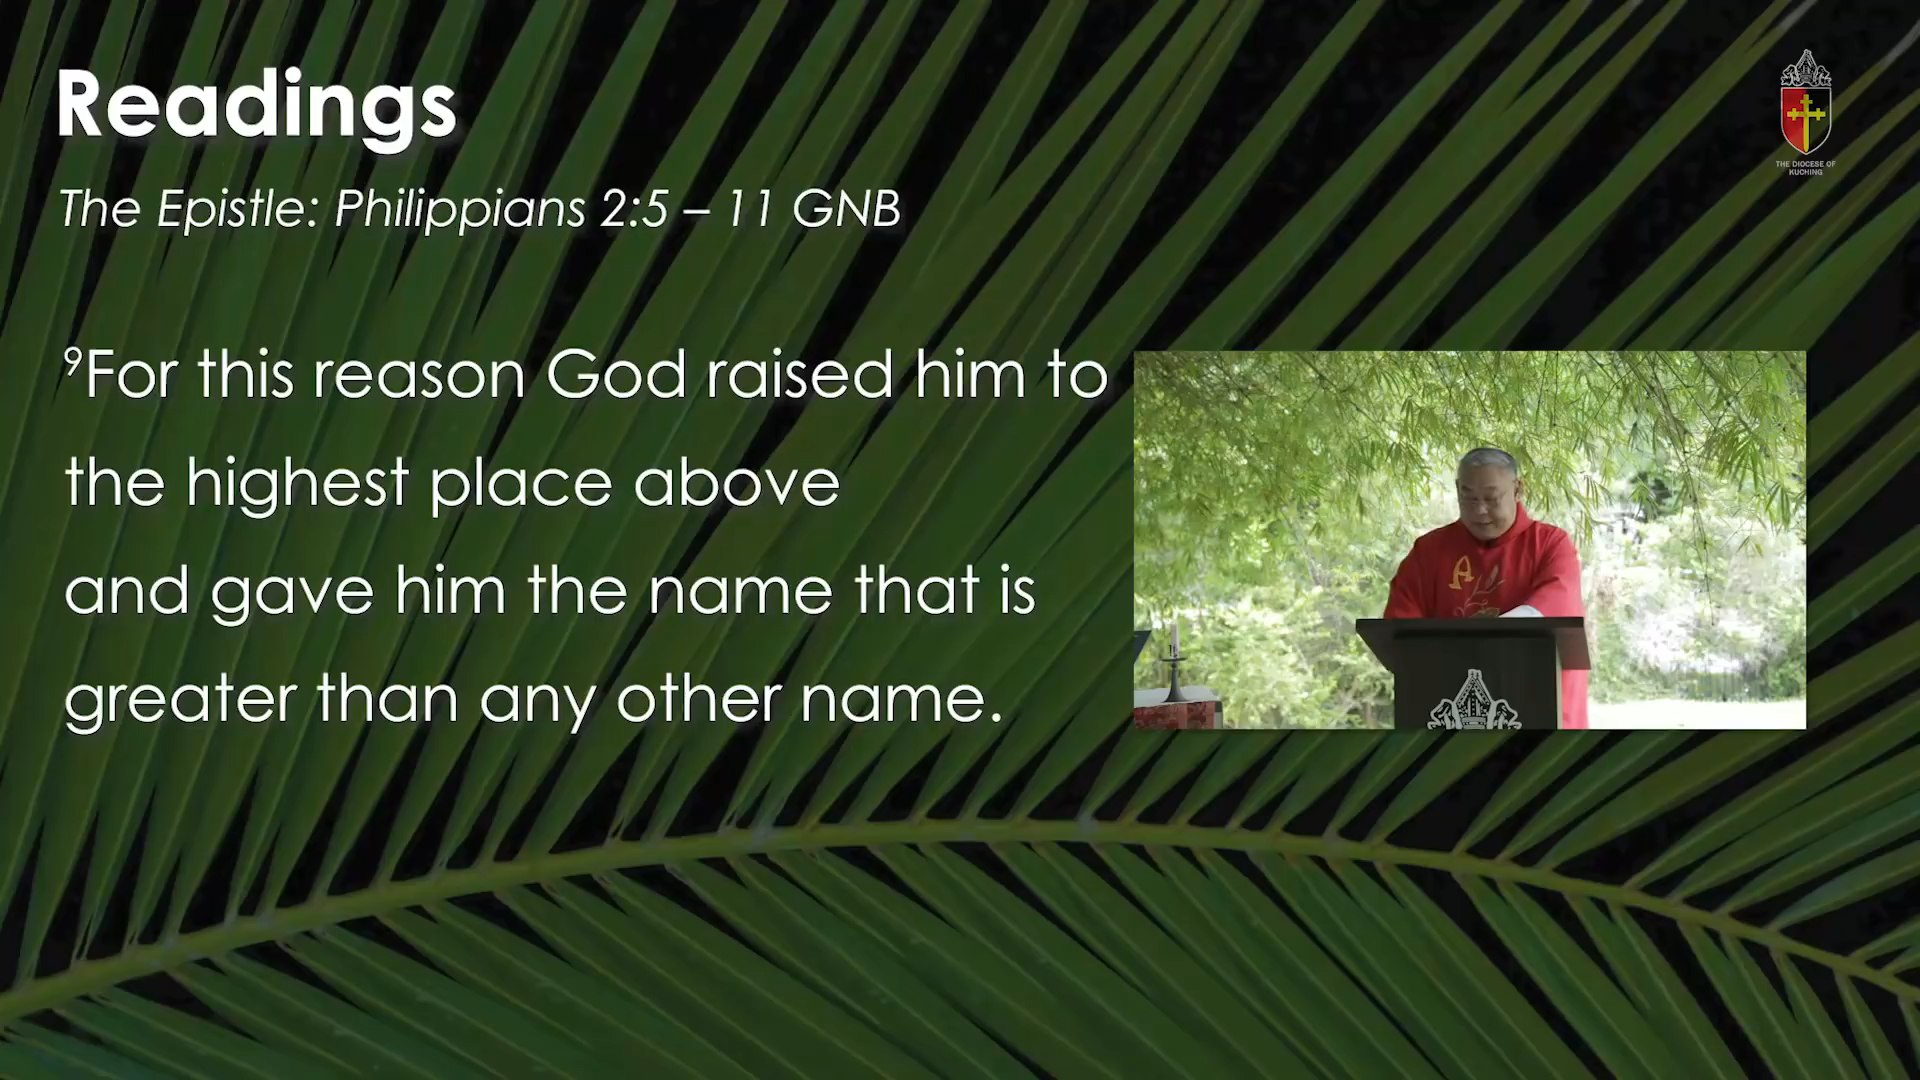 Readings
The Epistle: Philippians 2:5 – 11 GNB
⁹For this reason God raised him to
the highest place above
and gave him the name that is
greater than any other name.
THE DIOCESE OF
KUCHING
A